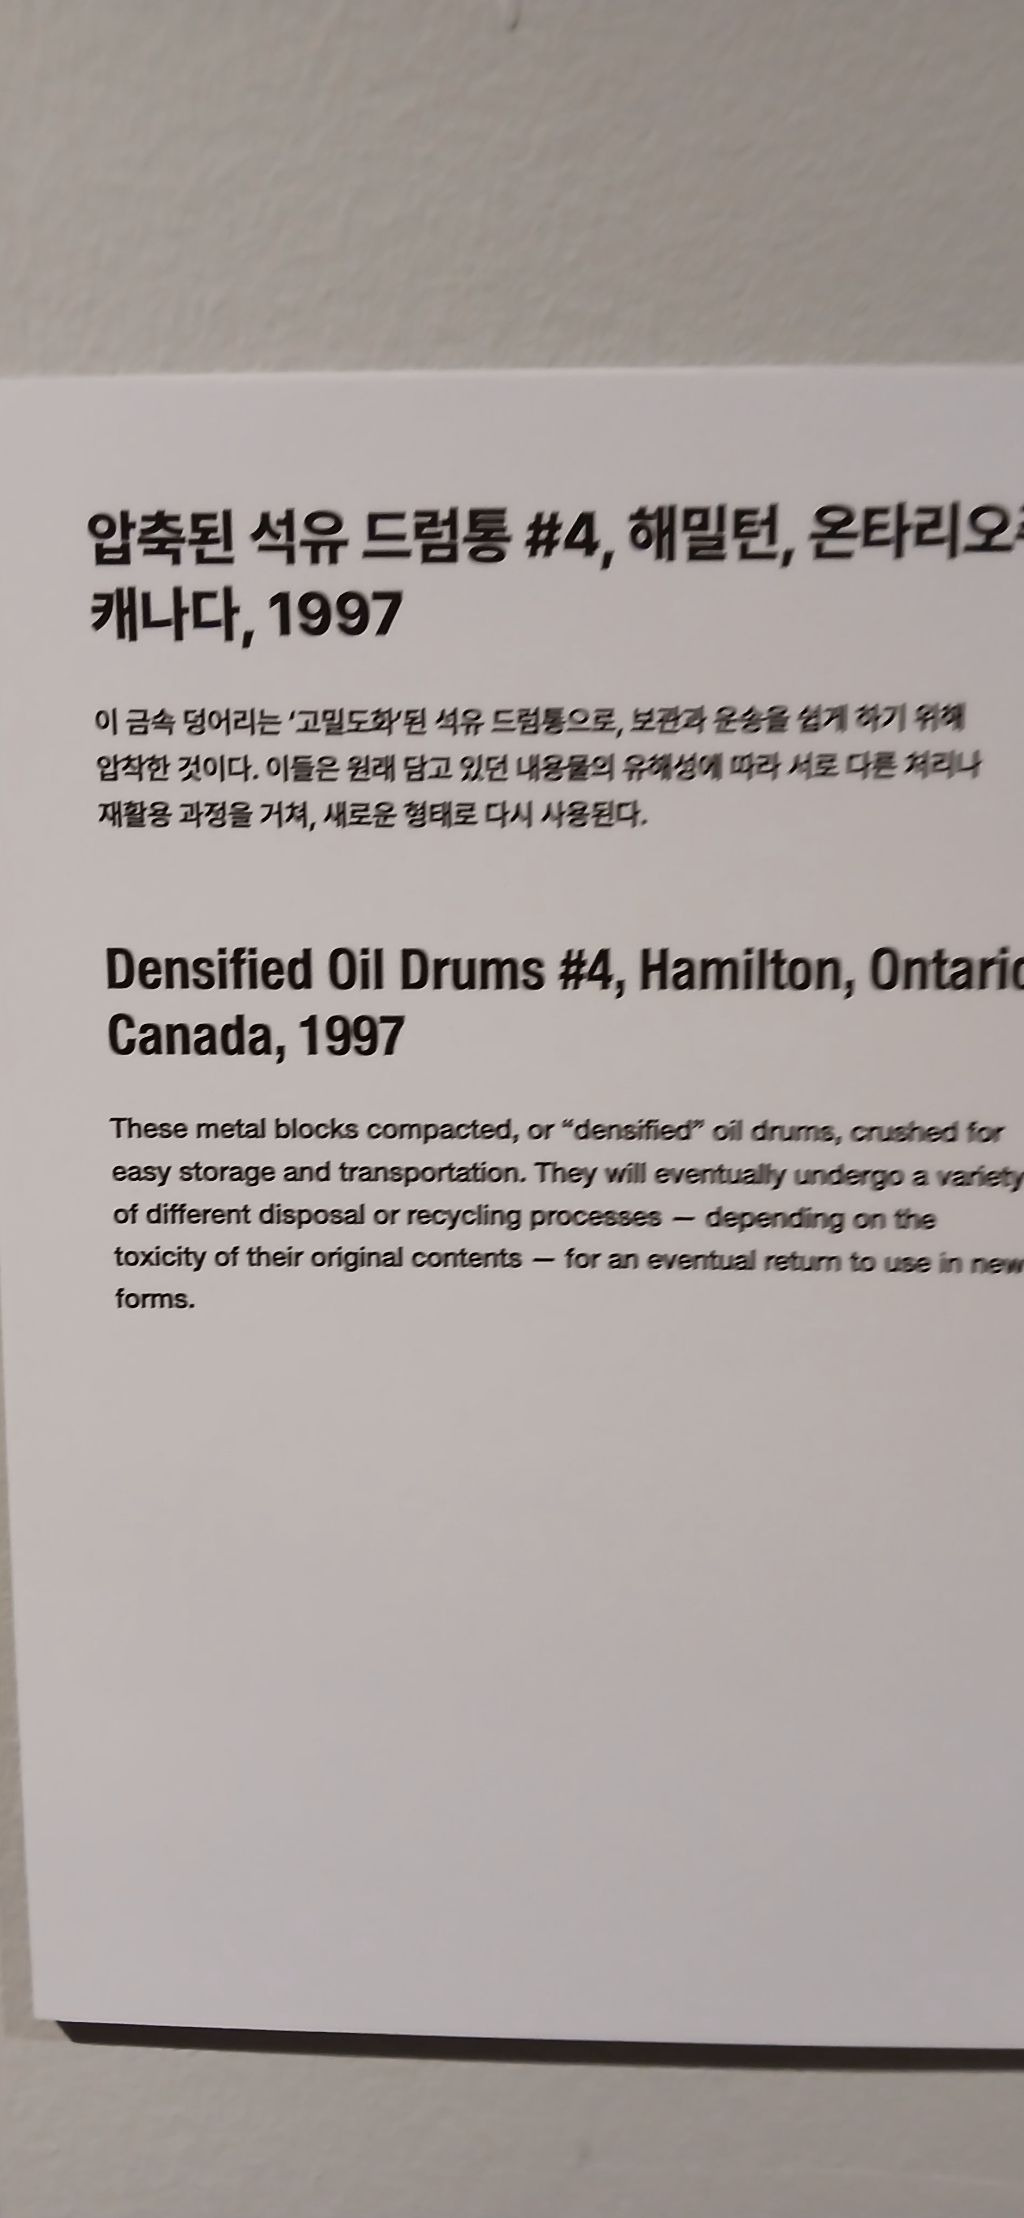 압축된 석유 드럼통 #4, 해밀턴, 온타리오
캐나다, 1997
이 금속 덩어리는 ‘고밀도화’된 석유 드럼통으로, 보관과 운송을 쉽게 하기 위해
압착한 것이다. 이들은 원래 담고 있던 내용물의 유해성에 따라 서로 다른 처리나
재활용 과정을 거쳐, 새로운 형태로 다시 사용된다.
Densified Oil Drums #4, Hamilton, Ontario
Canada, 1997
These metal blocks compacted, or “densified” oil drums, crushed for
easy storage and transportation. They will eventually undergo a variety
of different disposal or recycling processes — depending on the
toxicity of their original contents — for an eventual return to use in new
forms.